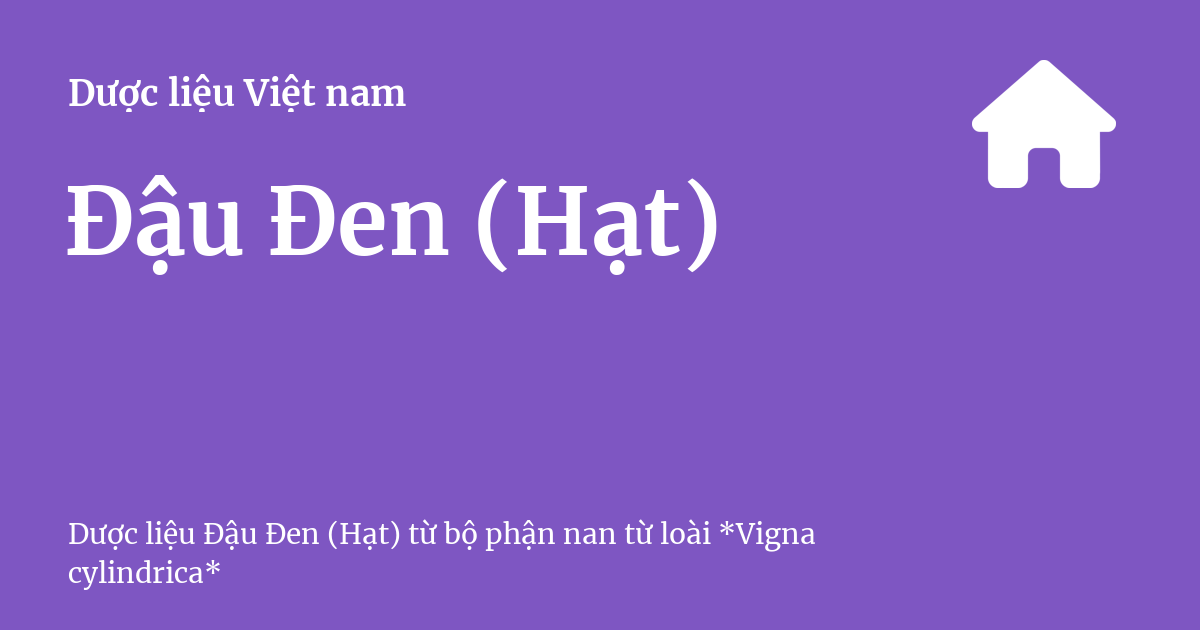 Dược liệu Việt nam
Đậu Đen (Hạt)
Dược liệu Đậu Đen (Hạt) từ bộ phận nan từ loài *Vigna
cylindrica*